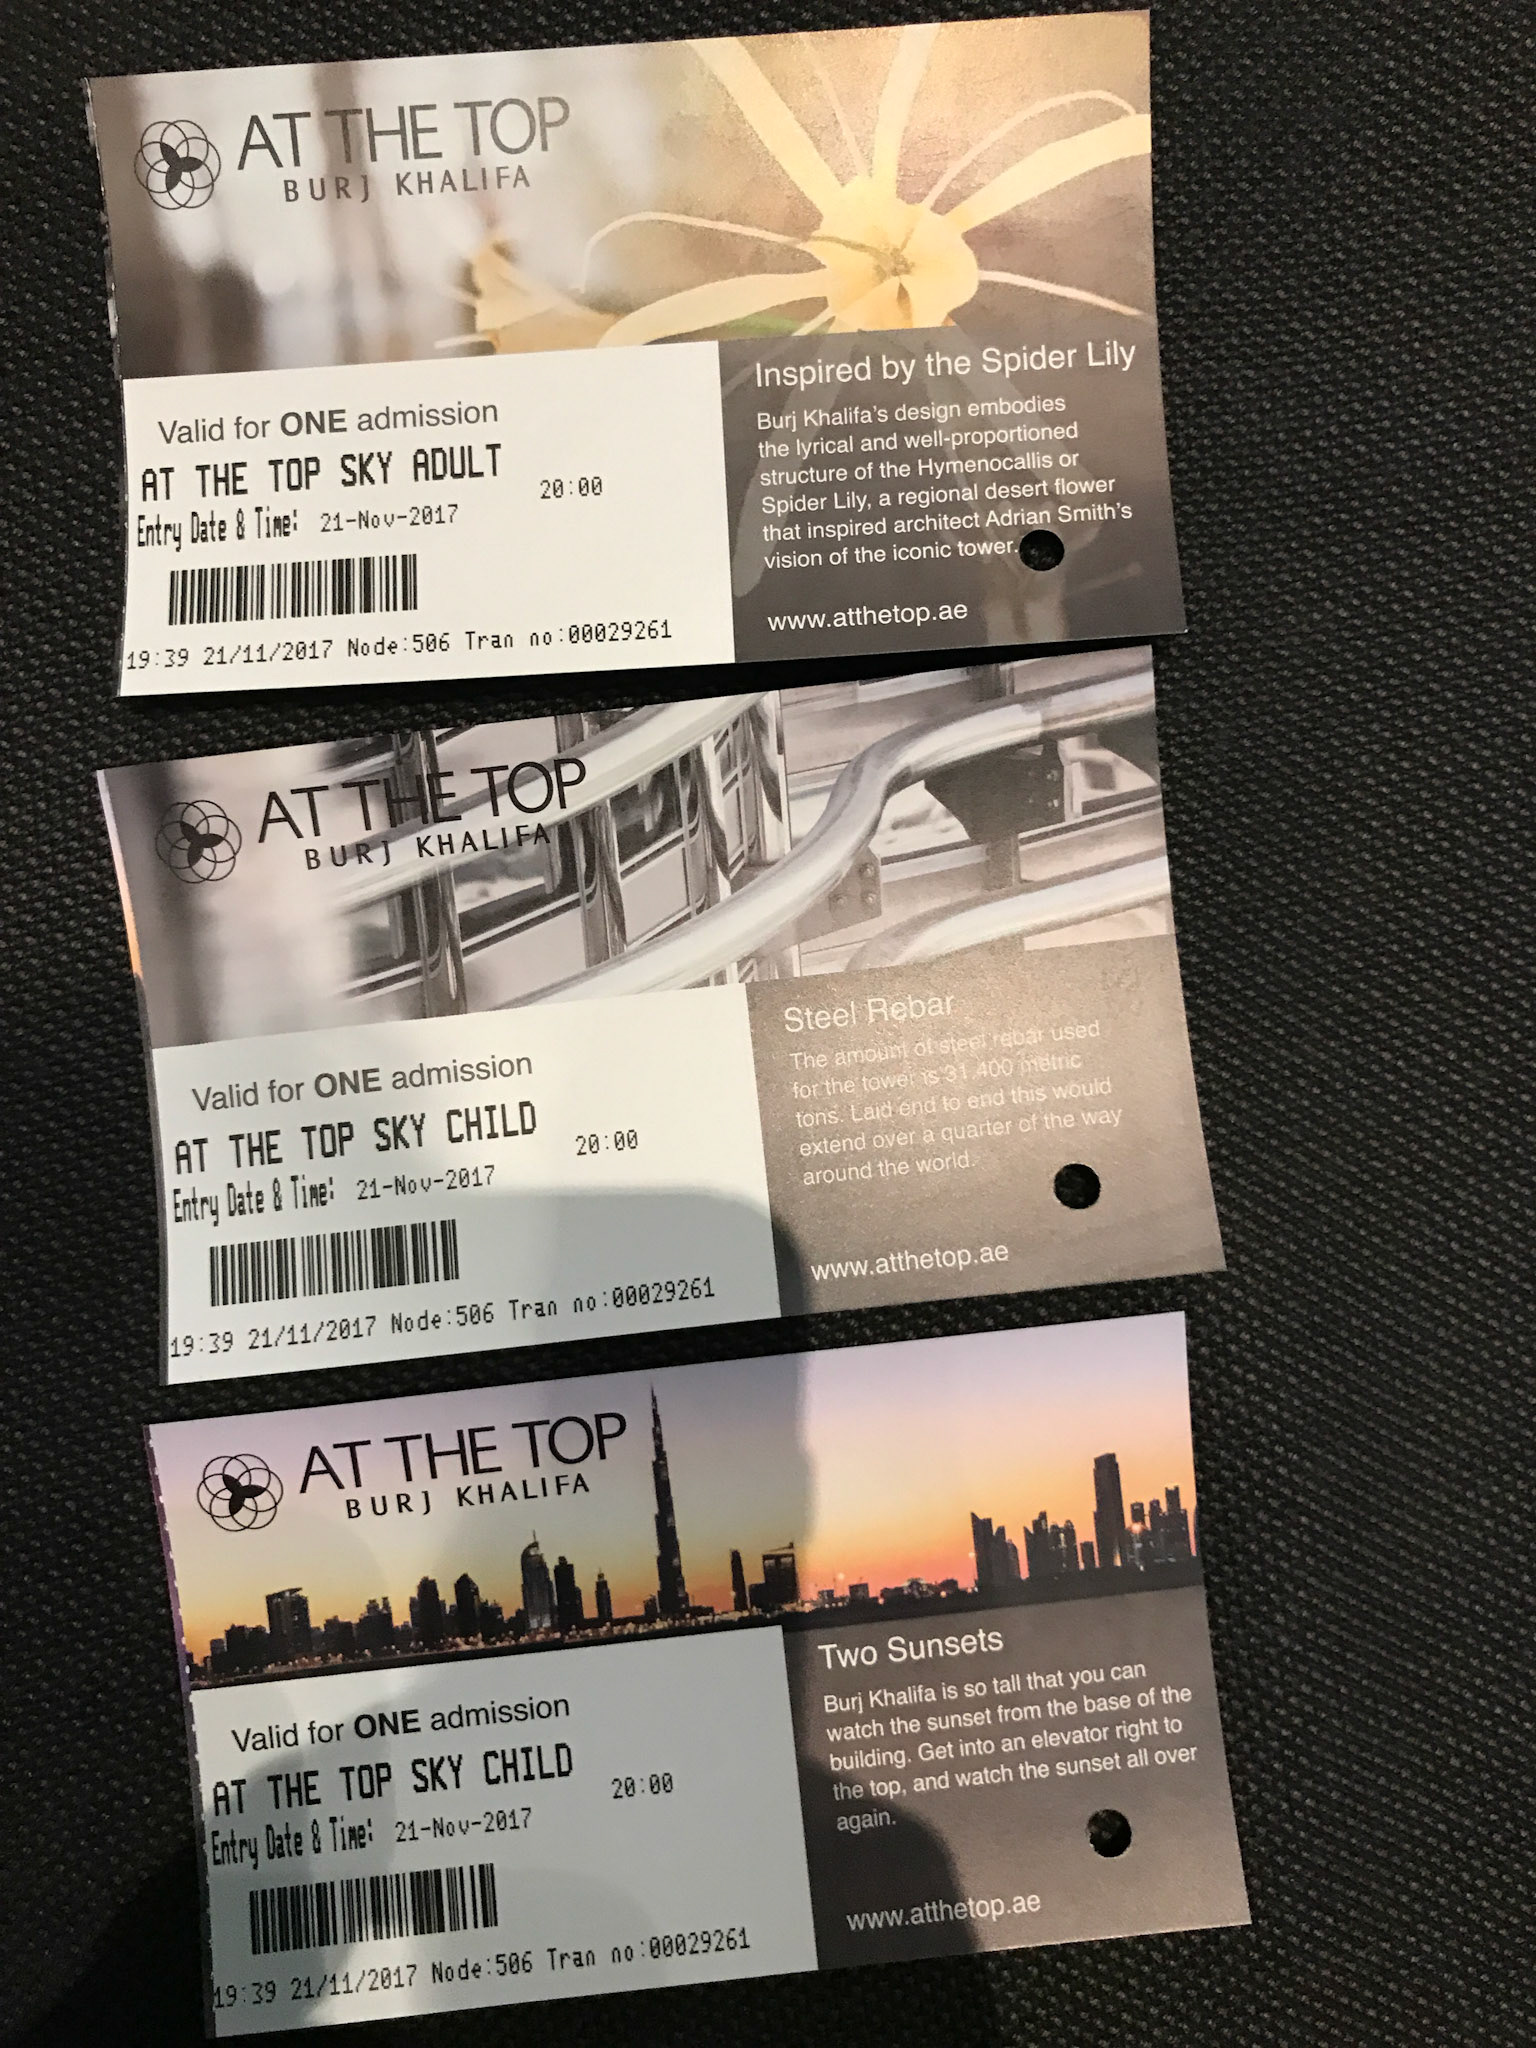 AT THE TOP
BURJ KHALIFA
Valid for ONE admission
AT THE TOP SKY ADULT
20:00
Entry Date & Time: 21-Nov-2017
19:39 21/11/2017 Node:506 Tran no:00029261
Inspired by the Spider Lily
Burj Khalifa's design embodies
the lyrical and well-proportioned
structure of the Hymenocallis or
Spider Lily, a regional desert flower
that inspired architect Adrian Smith's
vision of the iconic tower.
www.atthetop.ae
AT THE TOP
BURJ KHALIFA
Valid for ONE admission
AT THE TOP SKY CHILD
20:00
Entry Date & Time: 21-Nov-2017
19:39 21/11/2017 Node:506 Tran no:00029261
Steel Rebar
The amount of steel rebar used
for the tower is 31,400 metric
tons. Laid end to end this would
extend over a quarter of the way
around the world.
www.atthetop.ae
AT THE TOP
BURJ KHALIFA
Valid for ONE admission
AT THE TOP SKY CHILD
20:00
Entry Date & Time: 21-Nov-2017
19:39 21/11/2017 Node:506 Tran no:00029261
Two Sunsets
Burj Khalifa is so tall that you can
watch the sunset from the base of the
building. Get into an elevator right to
the top, and watch the sunset all over
again.
www.atthetop.ae